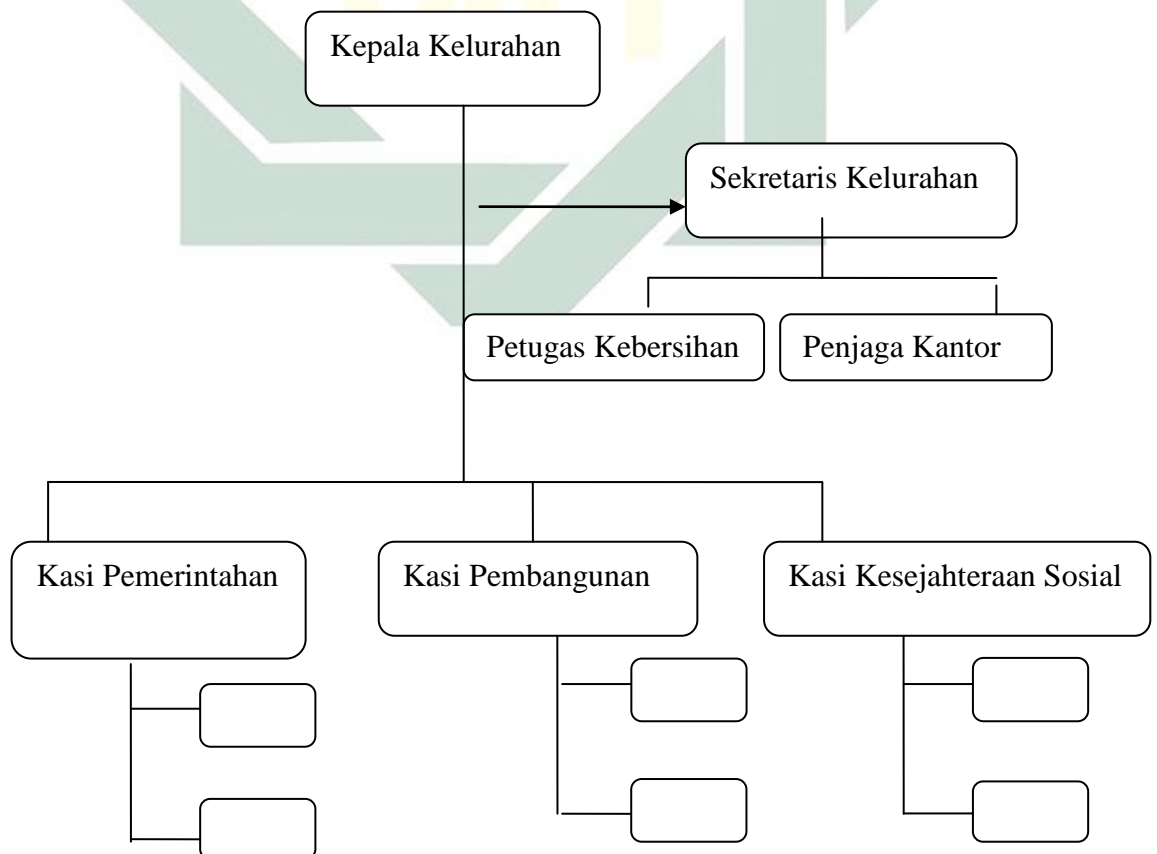 Kepala Kelurahan
Sekretaris Kelurahan
Petugas Kebersihan
Penjaga Kantor
Kasi Pemerintahan
Kasi Pembangunan
Kasi Kesejahteraan Sosial